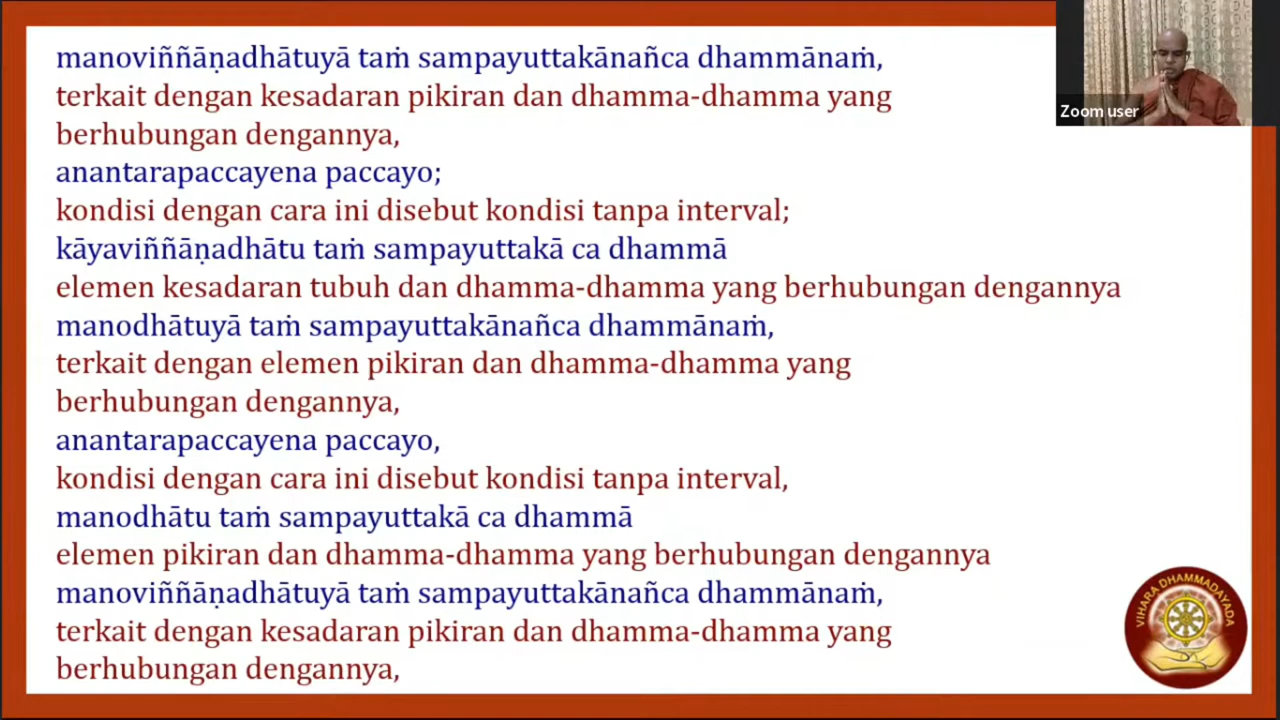 manoviññāṇadhātuyā taṁ sampayuttakānañca dhammānaṁ,
terkait dengan kesadaran pikiran dan dhamma-dhamma yang
berhubungan dengannya,
anantarapaccayena paccayo;
kondisi dengan cara ini disebut kondisi tanpa interval;
kāyaviññāṇadhātu taṁ sampayuttakā ca dhammā
elemen kesadaran tubuh dan dhamma-dhamma yang berhubungan dengannya
manodhātuyā taṁ sampayuttakānañca dhammānaṁ,
terkait dengan elemen pikiran dan dhamma-dhamma yang
berhubungan dengannya,
anantarapaccayena paccayo,
kondisi dengan cara ini disebut kondisi tanpa interval,
manodhātu taṁ sampayuttakā ca dhammā
elemen pikiran dan dhamma-dhamma yang berhubungan dengannya
manoviññāṇadhātuyā taṁ sampayuttakānañca dhammānaṁ,
terkait dengan kesadaran pikiran dan dhamma-dhamma yang
berhubungan dengannya,
Zoom user
VIHARA DHAMMADAYADA